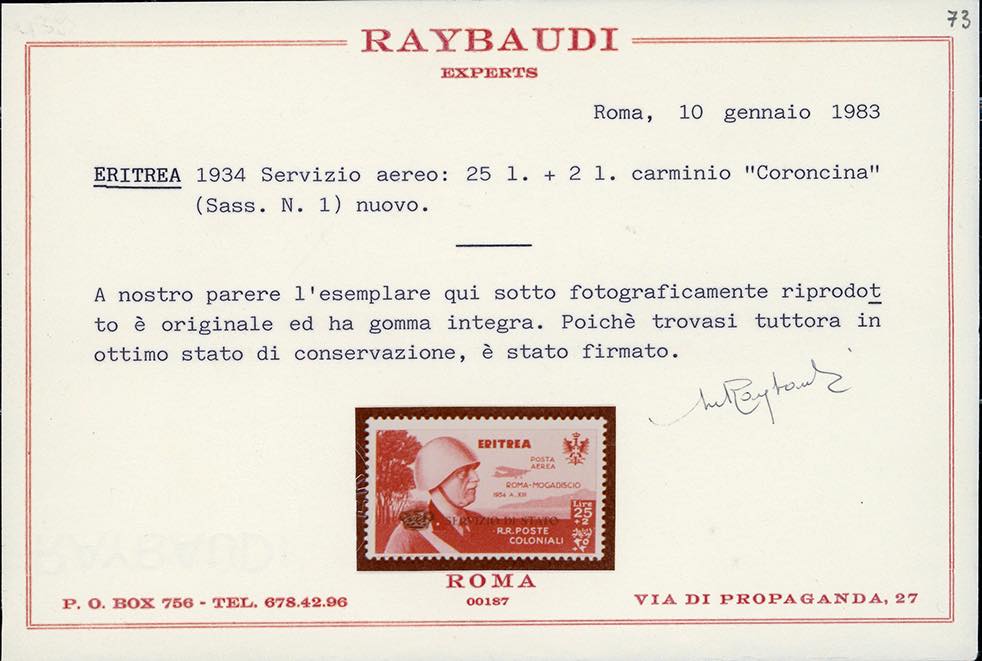 73
RAYBAUDI
EXPERTS
Roma, 10 gennaio 1983
ERITREA 1934 Servizio aereo: 25 l. + 2 l. carminio "Coroncina"
(Sass. N. 1) nuovo.
A nostro parere l'esemplare qui sotto fotograficamente riprodot
to è originale ed ha gomma integra. Poichè trovasi tuttora in
ottimo stato di conservazione, è stato firmato.
ERITREA
POSTA
AEREA
ROMA-MOGADISCIO
1934 A. XII
Lire
25
+2
SERVIZIO DI STATO
R.R. POSTE
COLONIALI
ROMA
00187
P. O. BOX 756 - TEL. 678.42.96
VIA DI PROPAGANDA, 27